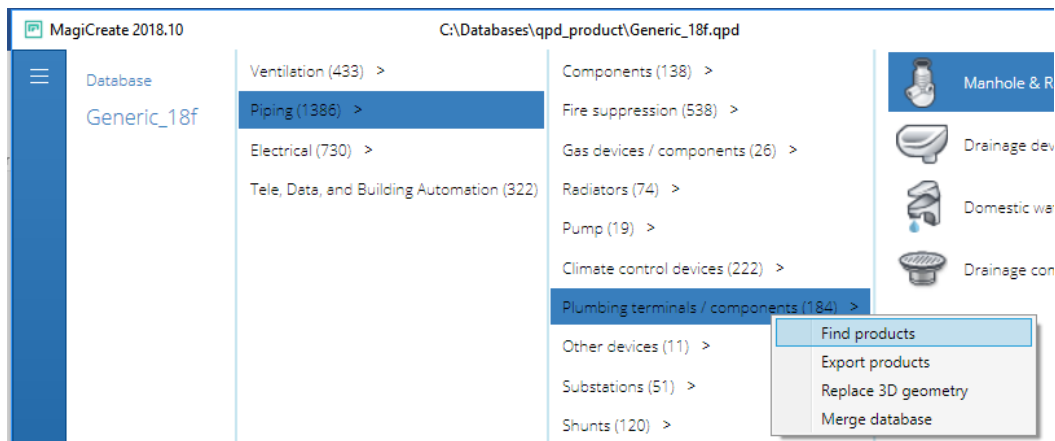 MagiCreate 2018.10
C:\Databases\qpd_product\Generic_18f.qpd
Database
Generic_18f
Ventilation (433) >
Piping (1386) >
Electrical (730) >
Tele, Data, and Building Automation (322)
Components (138) >
Fire suppression (538) >
Gas devices / components (26) >
Radiators (74) >
Pump (19) >
Climate control devices (222) >
Plumbing terminals / components (184) >
Other devices (11) >
Substations (51) >
Shunts (120) >
Manhole & R
Drainage dev
Domestic wa
Drainage con
Find products
Export products
Replace 3D geometry
Merge database